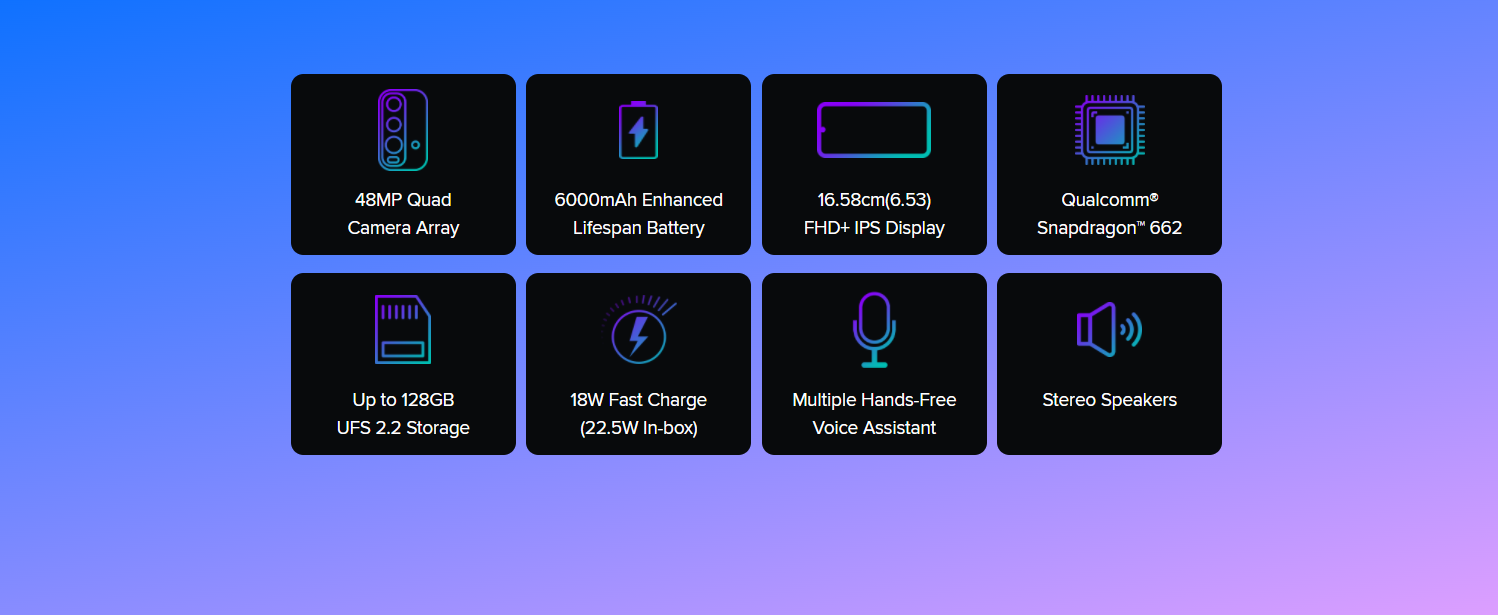 48MP Quad
Camera Array
6000mAh Enhanced
Lifespan Battery
16.58cm(6.53)
FHD+ IPS Display
Qualcomm®
Snapdragon™ 662
Up to 128GB
UFS 2.2 Storage
18W Fast Charge
(22.5W In-box)
Multiple Hands-Free
Voice Assistant
Stereo Speakers